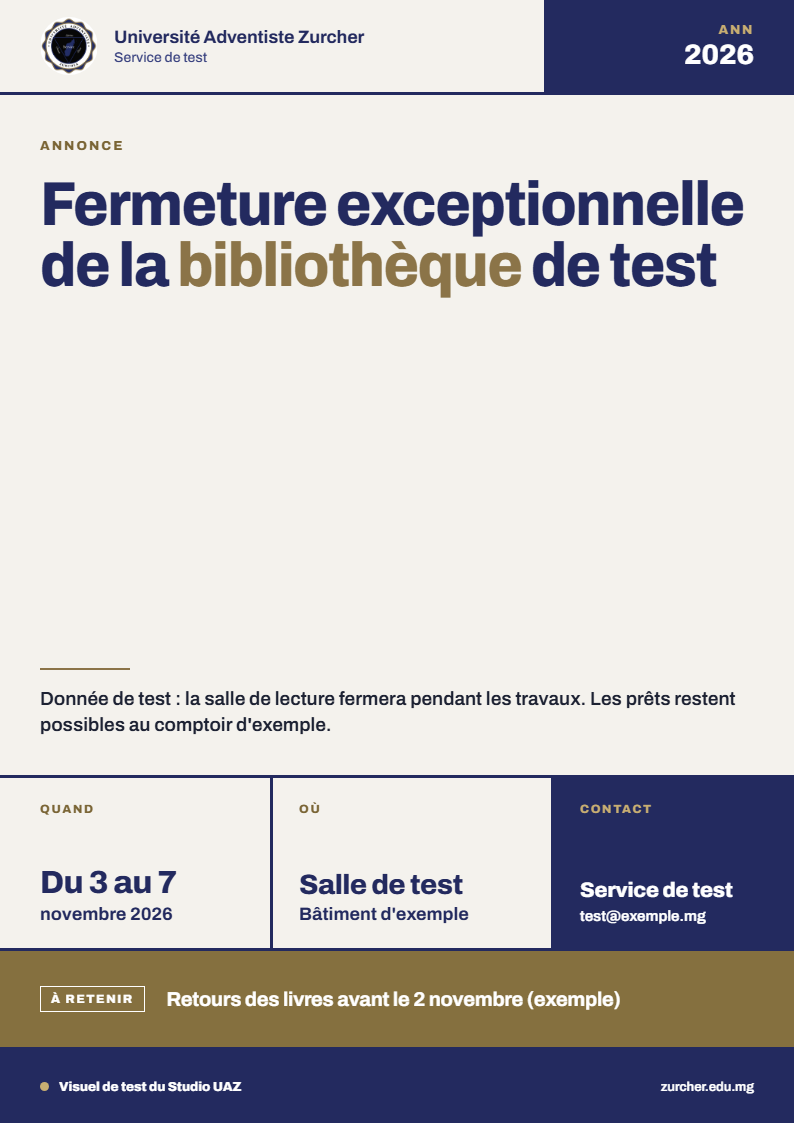 Université Adventiste Zurcher
Service de test
ANN
2026
ANNONCE
Fermeture exceptionnelle
de la bibliothèque de test
Donnée de test : la salle de lecture fermera pendant les travaux. Les prêts restent
possibles au comptoir d'exemple.
QUAND
Du 3 au 7
novembre 2026
OÙ
Salle de test
Bâtiment d'exemple
CONTACT
Service de test
test@exemple.mg
À RETENIR
Retours des livres avant le 2 novembre (exemple)
Visuel de test du Studio UAZ
zurcher.edu.mg